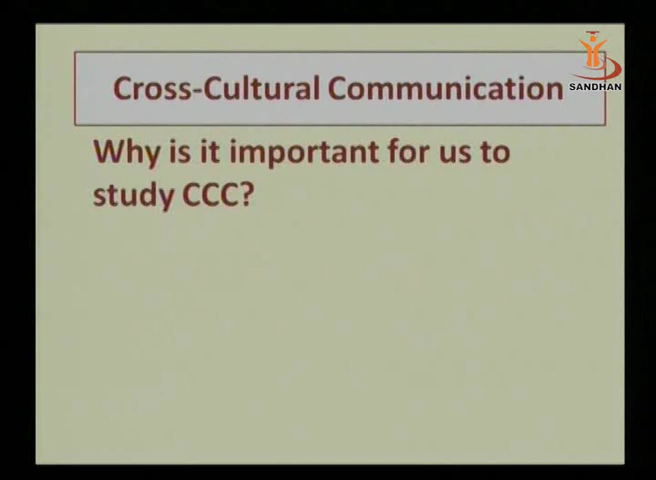 SANDHAN
Cross-Cultural Communication
Why is it important for us to
study CCC?